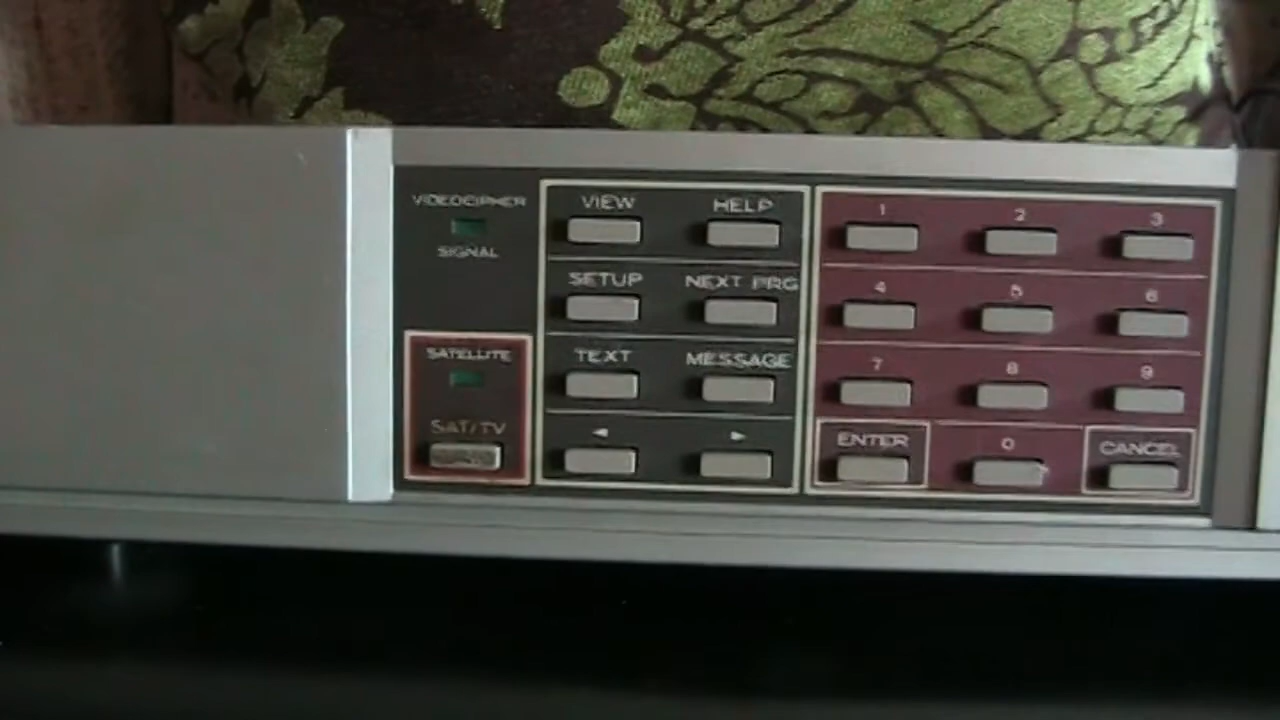 VIDEOCIPHER
SIGNAL
SATELLITE
SAT/TV
VIEW HELP
SETUP NEXT PRG
TEXT MESSAGE
◄ ►
1 2 3
4 5 6
7 8 9
ENTER 0 CANCEL